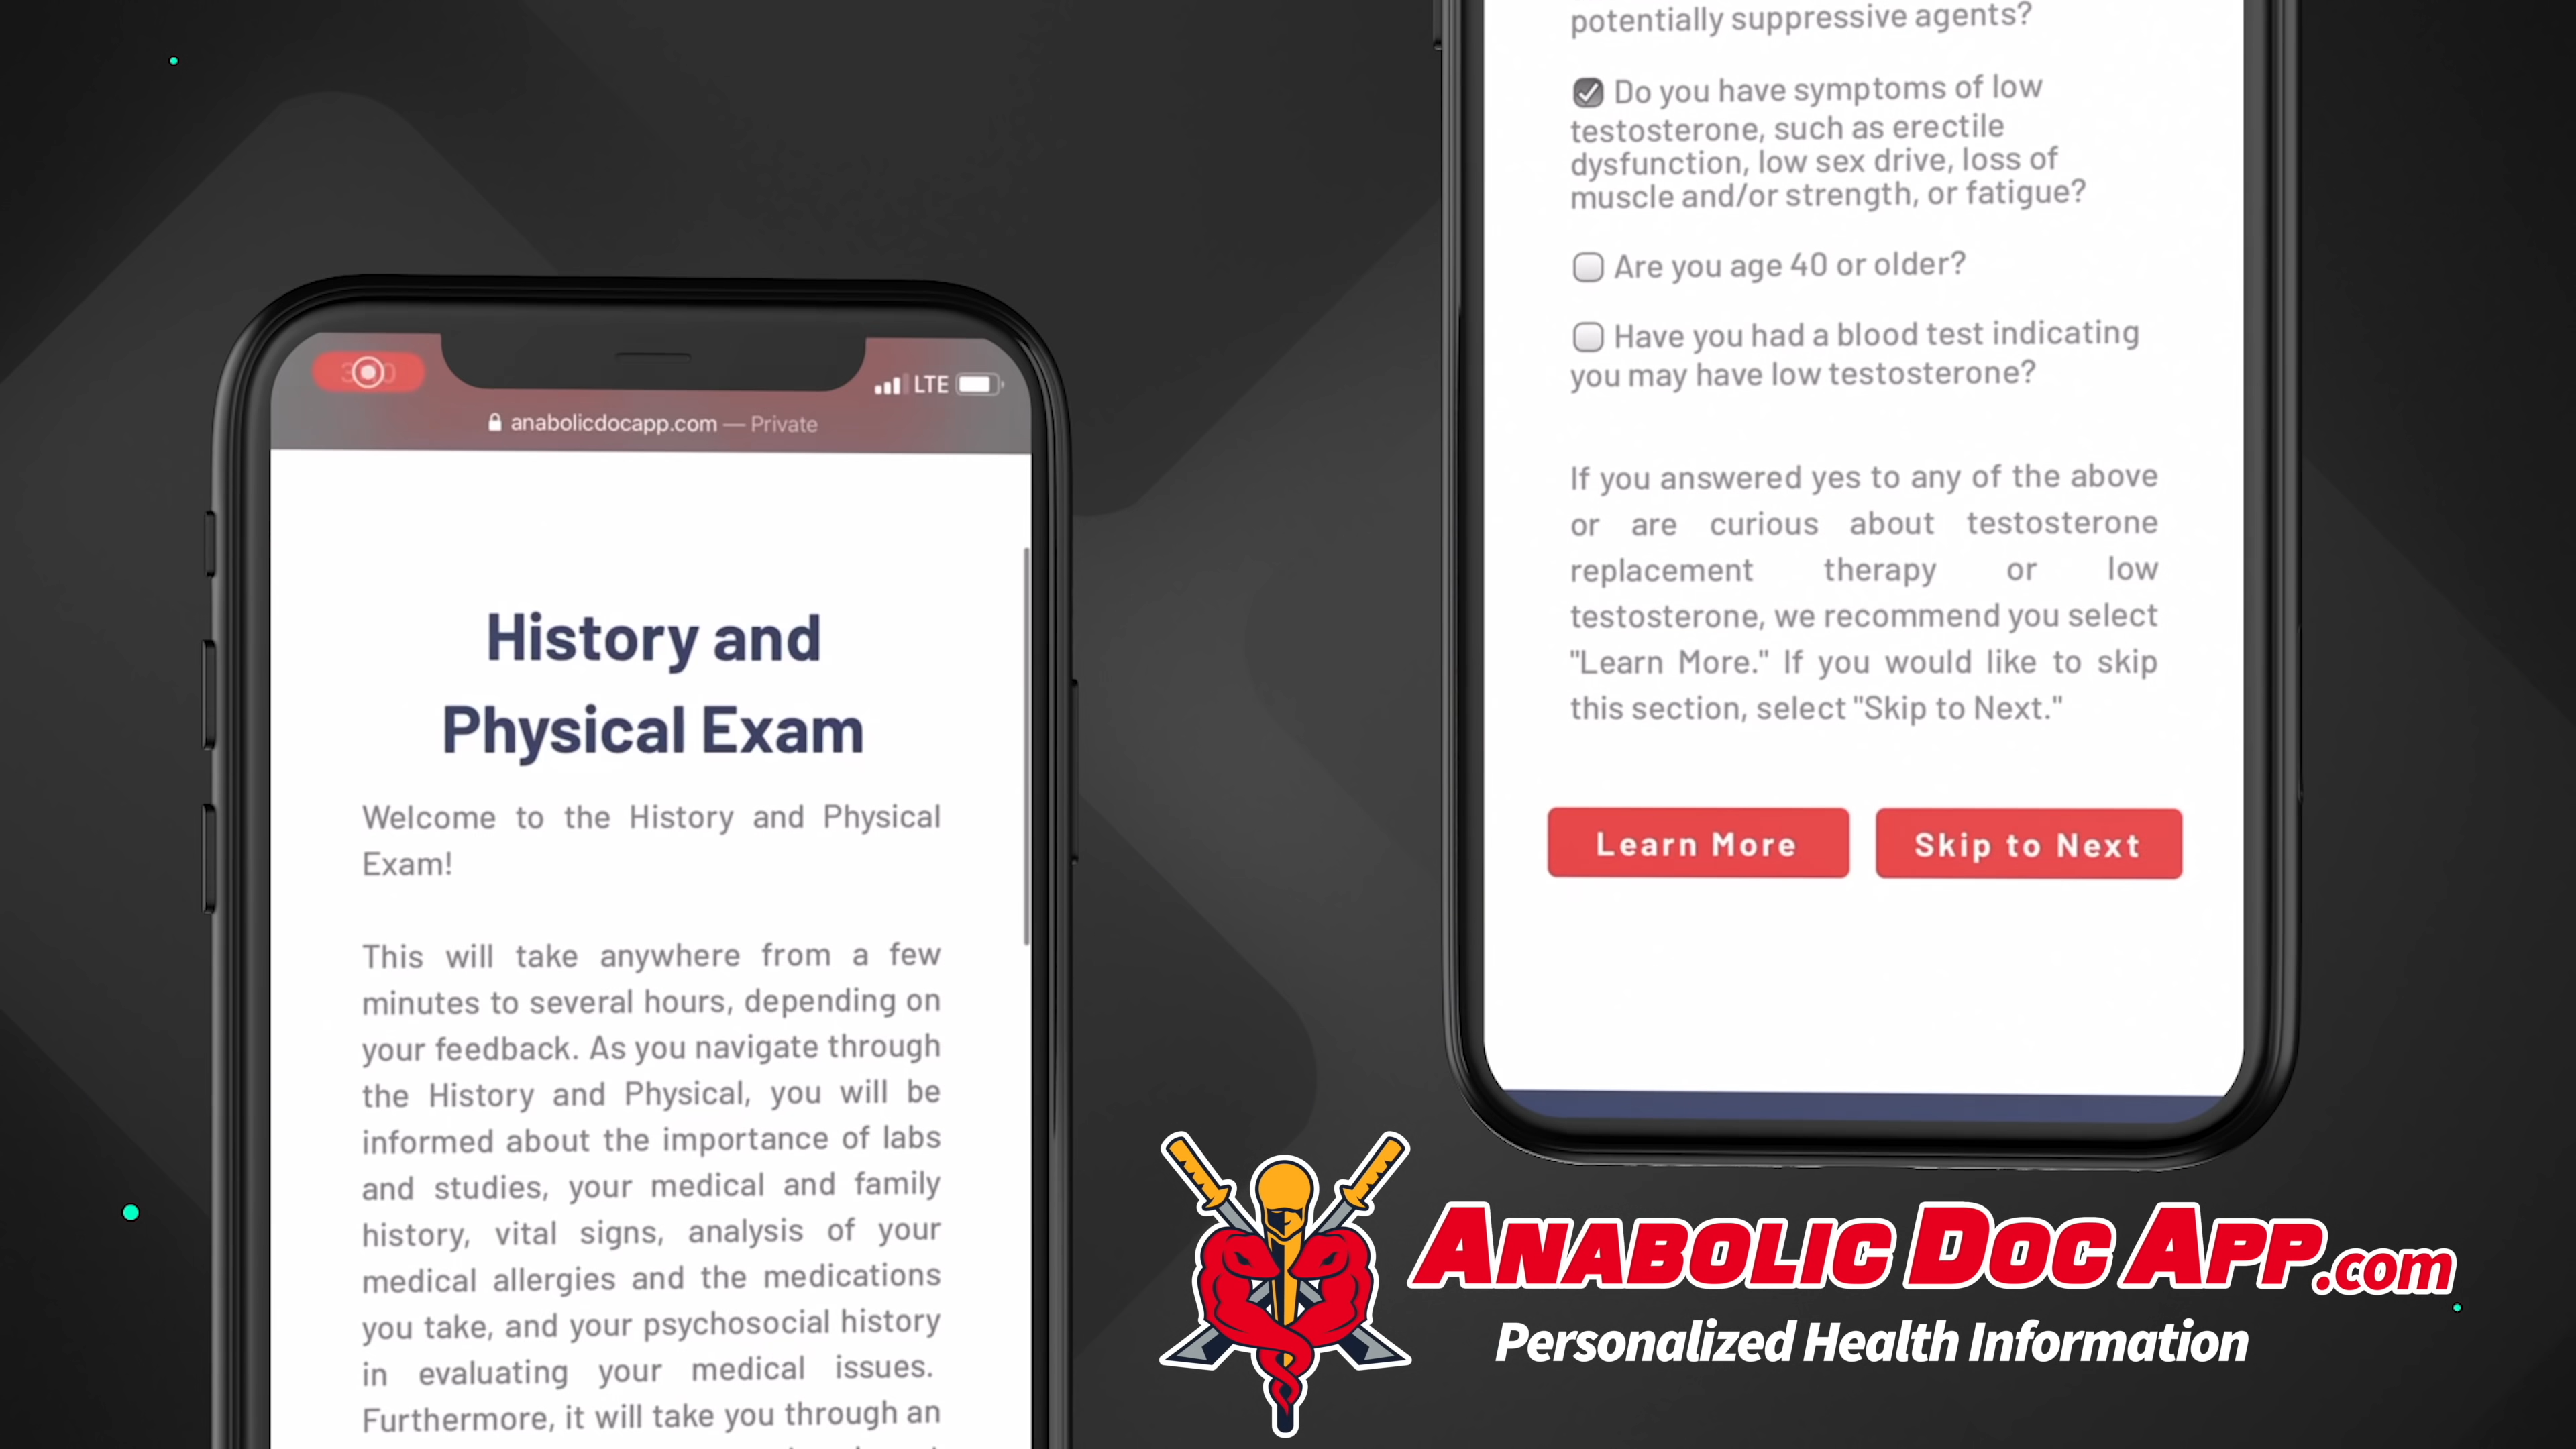 LTE
anabolicdocapp.com — Private
History and
Physical Exam
Welcome to the History and Physical
Exam!
This will take anywhere from a few
minutes to several hours, depending on
your feedback. As you navigate through
the History and Physical, you will be
informed about the importance of labs
and studies, your medical and family
history, vital signs, analysis of your
medical allergies and the medications
you take, and your psychosocial history
in evaluating your medical issues.
Furthermore, it will take you through an
potentially suppressive agents?
Do you have symptoms of low
testosterone, such as erectile
dysfunction, low sex drive, loss of
muscle and/or strength, or fatigue?
Are you age 40 or older?
Have you had a blood test indicating
you may have low testosterone?
If you answered yes to any of the above
or are curious about testosterone
replacement therapy or low
testosterone, we recommend you select
"Learn More." If you would like to skip
this section, select "Skip to Next."
Learn More
Skip to Next
ANABOLIC DOC APP.com
Personalized Health Information